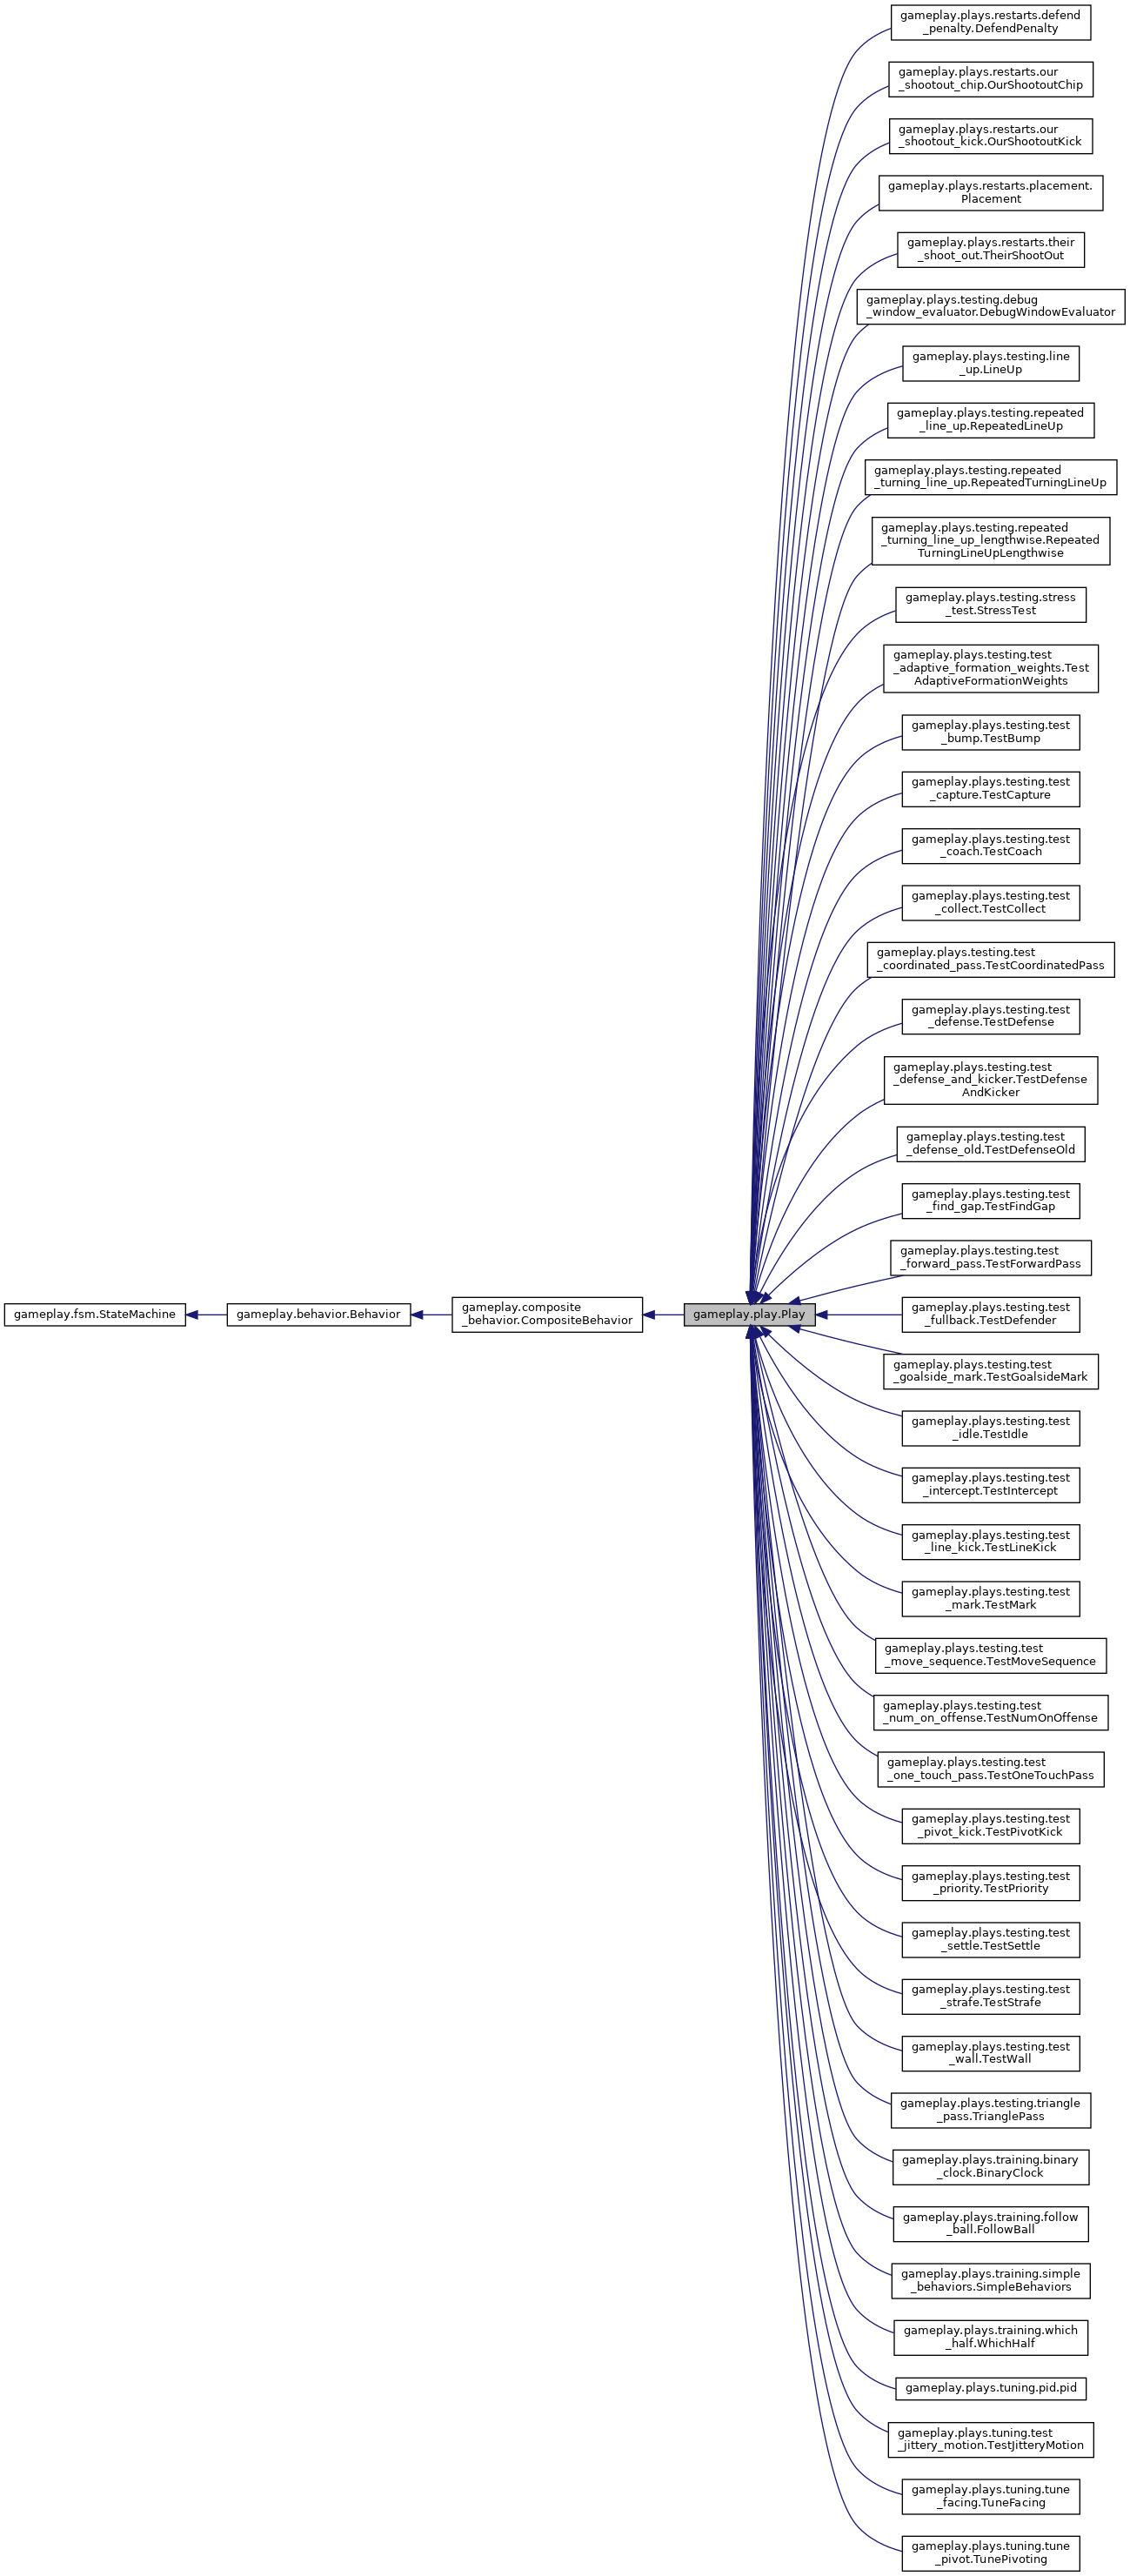 gameplay.plays.restarts.defend
_penalty.DefendPenalty
gameplay.plays.restarts.our
_shootout_chip.OurShootoutChip
gameplay.plays.restarts.our
_shootout_kick.OurShootoutKick
gameplay.plays.restarts.placement.
Placement
gameplay.plays.restarts.their
_shoot_out.TheirShootOut
gameplay.plays.testing.debug
_window_evaluator.DebugWindowEvaluator
gameplay.plays.testing.line
_up.LineUp
gameplay.plays.testing.repeated
_line_up.RepeatedLineUp
gameplay.plays.testing.repeated
_turning_line_up.RepeatedTurningLineUp
gameplay.plays.testing.repeated
_turning_line_up_lengthwise.Repeated
TurningLineUpLengthwise
gameplay.plays.testing.stress
_test.StressTest
gameplay.plays.testing.test
_adaptive_formation_weights.Test
AdaptiveFormationWeights
gameplay.plays.testing.test
_bump.TestBump
gameplay.plays.testing.test
_capture.TestCapture
gameplay.plays.testing.test
_coach.TestCoach
gameplay.plays.testing.test
_collect.TestCollect
gameplay.plays.testing.test
_coordinated_pass.TestCoordinatedPass
gameplay.plays.testing.test
_defense.TestDefense
gameplay.plays.testing.test
_defense_and_kicker.TestDefense
AndKicker
gameplay.plays.testing.test
_defense_old.TestDefenseOld
gameplay.plays.testing.test
_find_gap.TestFindGap
gameplay.plays.testing.test
_forward_pass.TestForwardPass
gameplay.fsm.StateMachine
gameplay.behavior.Behavior
gameplay.composite
_behavior.CompositeBehavior
gameplay.play.Play
gameplay.plays.testing.test
_fullback.TestDefender
gameplay.plays.testing.test
_goalside_mark.TestGoalsideMark
gameplay.plays.testing.test
_idle.TestIdle
gameplay.plays.testing.test
_intercept.TestIntercept
gameplay.plays.testing.test
_line_kick.TestLineKick
gameplay.plays.testing.test
_mark.TestMark
gameplay.plays.testing.test
_move_sequence.TestMoveSequence
gameplay.plays.testing.test
_num_on_offense.TestNumOnOffense
gameplay.plays.testing.test
_one_touch_pass.TestOneTouchPass
gameplay.plays.testing.test
_pivot_kick.TestPivotKick
gameplay.plays.testing.test
_priority.TestPriority
gameplay.plays.testing.test
_settle.TestSettle
gameplay.plays.testing.test
_strafe.TestStrafe
gameplay.plays.testing.test
_wall.TestWall
gameplay.plays.testing.triangle
_pass.TrianglePass
gameplay.plays.training.binary
_clock.BinaryClock
gameplay.plays.training.follow
_ball.FollowBall
gameplay.plays.training.simple
_behaviors.SimpleBehaviors
gameplay.plays.training.which
_half.WhichHalf
gameplay.plays.tuning.pid.pid
gameplay.plays.tuning.test
_jittery_motion.TestJitteryMotion
gameplay.plays.tuning.tune
_facing.TuneFacing
gameplay.plays.tuning.tune
_pivot.TunePivoting